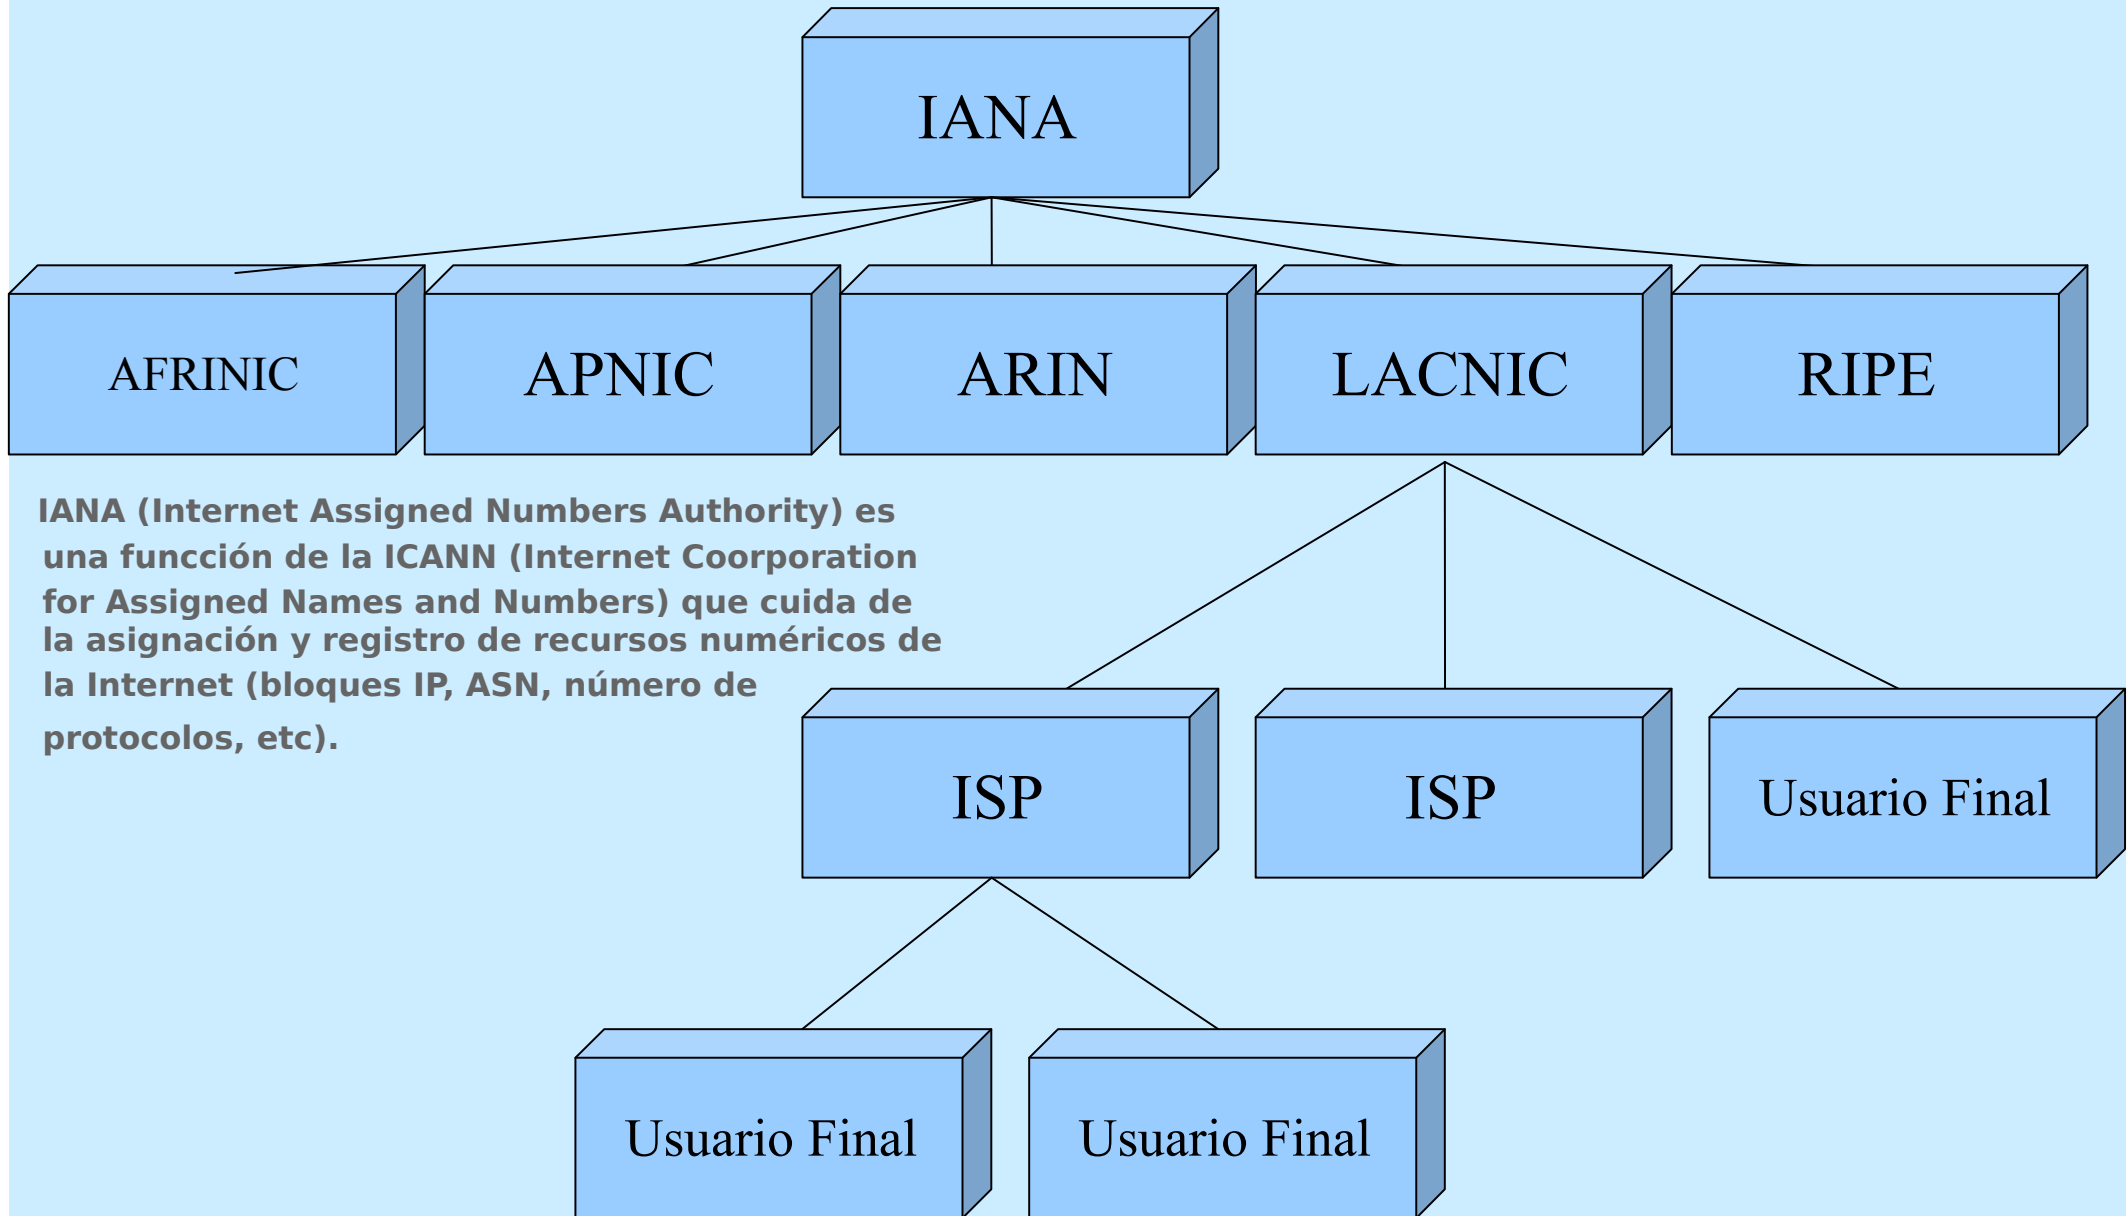 IANA
AFRINIC
APNIC
ARIN
LACNIC
RIPE
IANA (Internet Assigned Numbers Authority) es
una funcción de la ICANN (Internet Coorporation
for Assigned Names and Numbers) que cuida de
la asignación y registro de recursos numéricos de
la Internet (bloques IP, ASN, número de
protocolos, etc).
ISP
ISP
Usuario Final
Usuario Final
Usuario Final